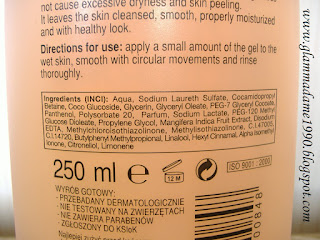 not cause excessive dryness and skin peeling.
It leaves the skin cleansed, smooth, properly moisturized
and with healthy look.
Directions for use: apply a small amount of the gel to the
wet skin, smooth with circular movements and rinse
thoroughly.
Ingredients (INCI): Aqua, Sodium Laureth Sulfate, Cocamidopropyl
Betaine, Coco Glucoside, Glycerin, Glyceryl Oleate, PEG-7 Glyceryl Cocoate,
Panthenol, Polysorbate 20, Parfum, Sodium Lactate, PEG-120 Methyl
Glucose Dioleate, Propylene Glycol, Mangifera Indica Fruit Extract, Disodium
EDTA, Methylchloroisothiazolinone, Methylisothiazolinone, C.I.14700,
C.I.47020, Butylphenyl Methylpropional, Linalool, Hexyl Cinnamal, Alpha Isomethyl
Ionone, Citronellol, Limonene
250 ml e 12 M ISO 9001 : 2000
WYRÓB GOTOWY:
- PRZEBADANY DERMATOLOGICZNIE
- NIE TESTOWANY NA ZWIERZĘTACH
- NIE ZAWIERA PARABENÓW
- ZGŁOSZONY DO KSIoK
00848
www.glammadame1990.blogspot.com